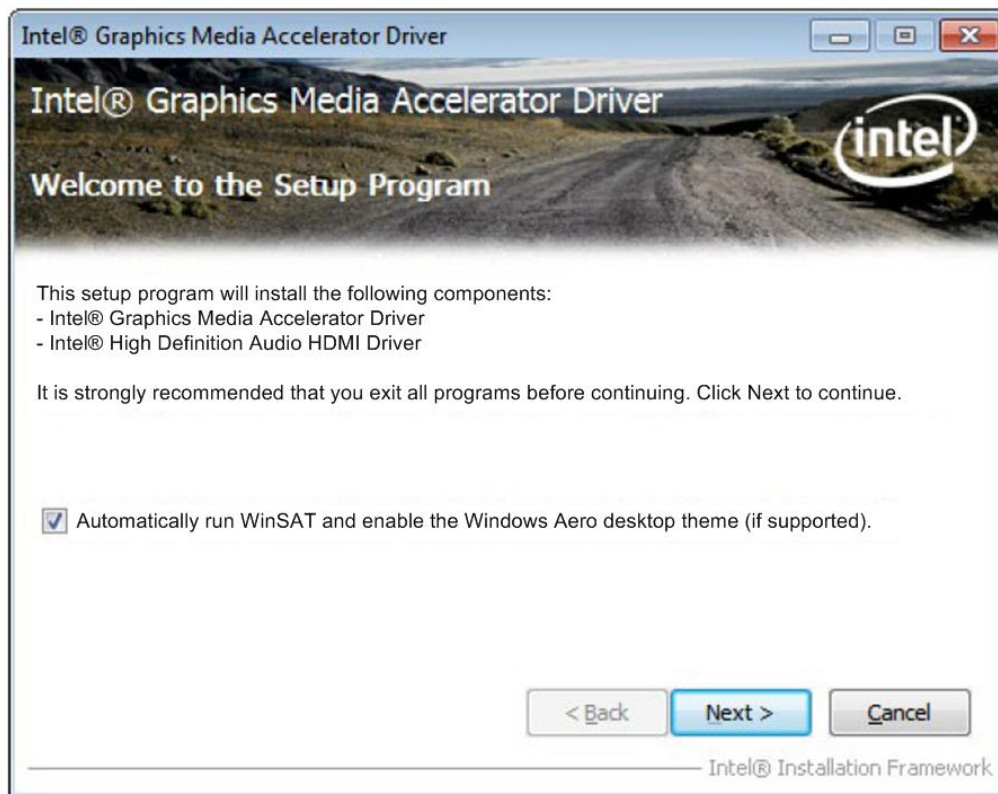 Intel® Graphics Media Accelerator Driver
Intel® Graphics Media Accelerator Driver
intel
Welcome to the Setup Program
This setup program will install the following components:
- Intel® Graphics Media Accelerator Driver
- Intel® High Definition Audio HDMI Driver
It is strongly recommended that you exit all programs before continuing. Click Next to continue.
Automatically run WinSAT and enable the Windows Aero desktop theme (if supported).
< Back Next > Cancel
Intel® Installation Framework